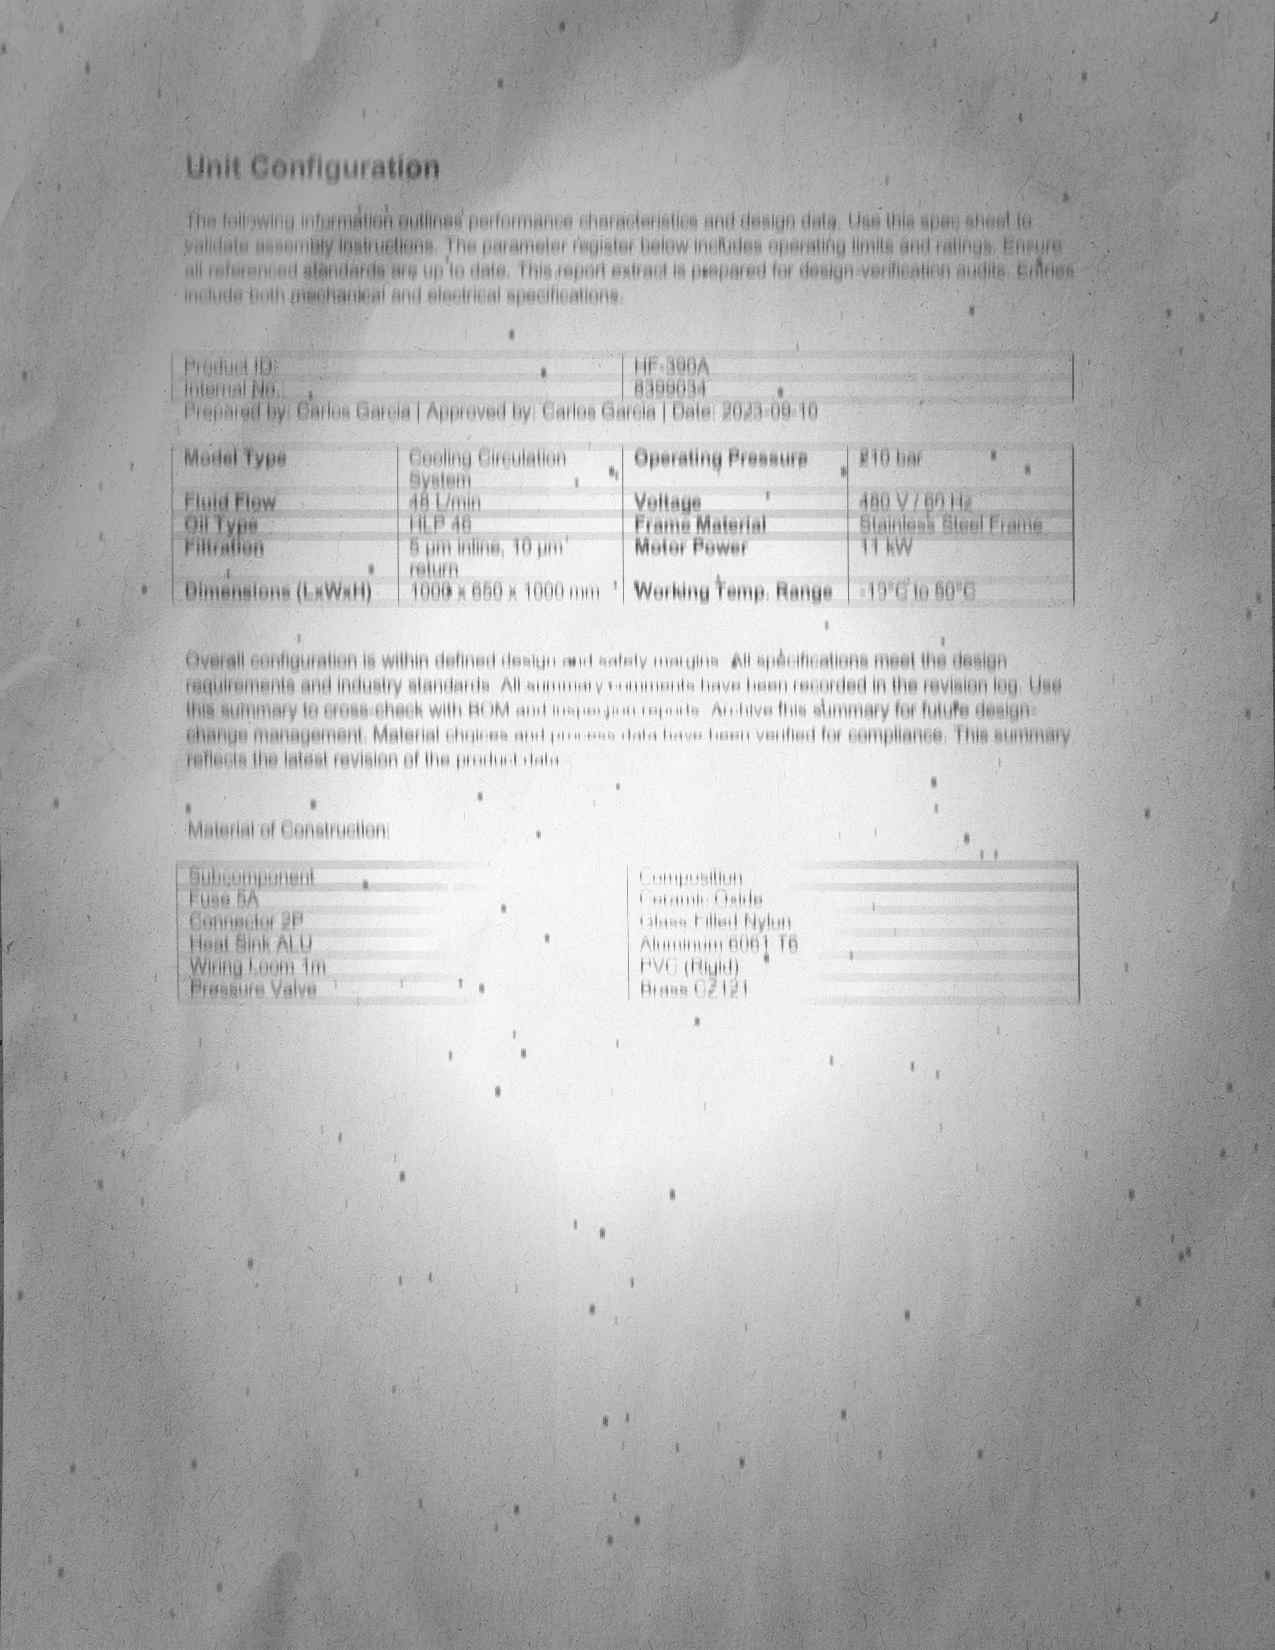 Unit Configuration
The following information outlines performance characteristics and design data. Use this spec sheet to
validate assembly instructions. The parameter register below includes operating limits and ratings. Ensure
all referenced standards are up to date. This report extract is prepared for design-verification audits. Entries
include both mechanical and electrical specifications.
Product ID: HF-390A
Internal No.: 8399034
Prepared by: Carlos Garcia | Approved by: Carlos Garcia | Date: 2023-09-10
Model Type Cooling Circulation System Operating Pressure 210 bar
Fluid Flow 48 L/min Voltage 480 V / 60 Hz
Oil Type HLP 46 Frame Material Stainless Steel Frame
Filtration 5 µm inline, 10 µm return Motor Power 11 kW
Dimensions (LxWxH) 1000 x 650 x 1000 mm Working Temp. Range to
Overall configuration is within defined design and safety margins. All specifications meet the design
requirements and industry standards. All summary comments have been recorded in the revision log. Use
this summary to cross-check with BOM and inspection reports. Archive this summary for future design-
change management. Material choices and process data have been verified for compliance. This summary
reflects the latest revision of the product data.
Material of Construction:
Subcomponent Composition
Fuse 5A Ceramic Oxide
Connector 2P Glass Filled Nylon
Heat Sink ALU Aluminum 6061 T6
Wiring Loom 1m PVC (Rigid)
Pressure Valve Brass CZ121